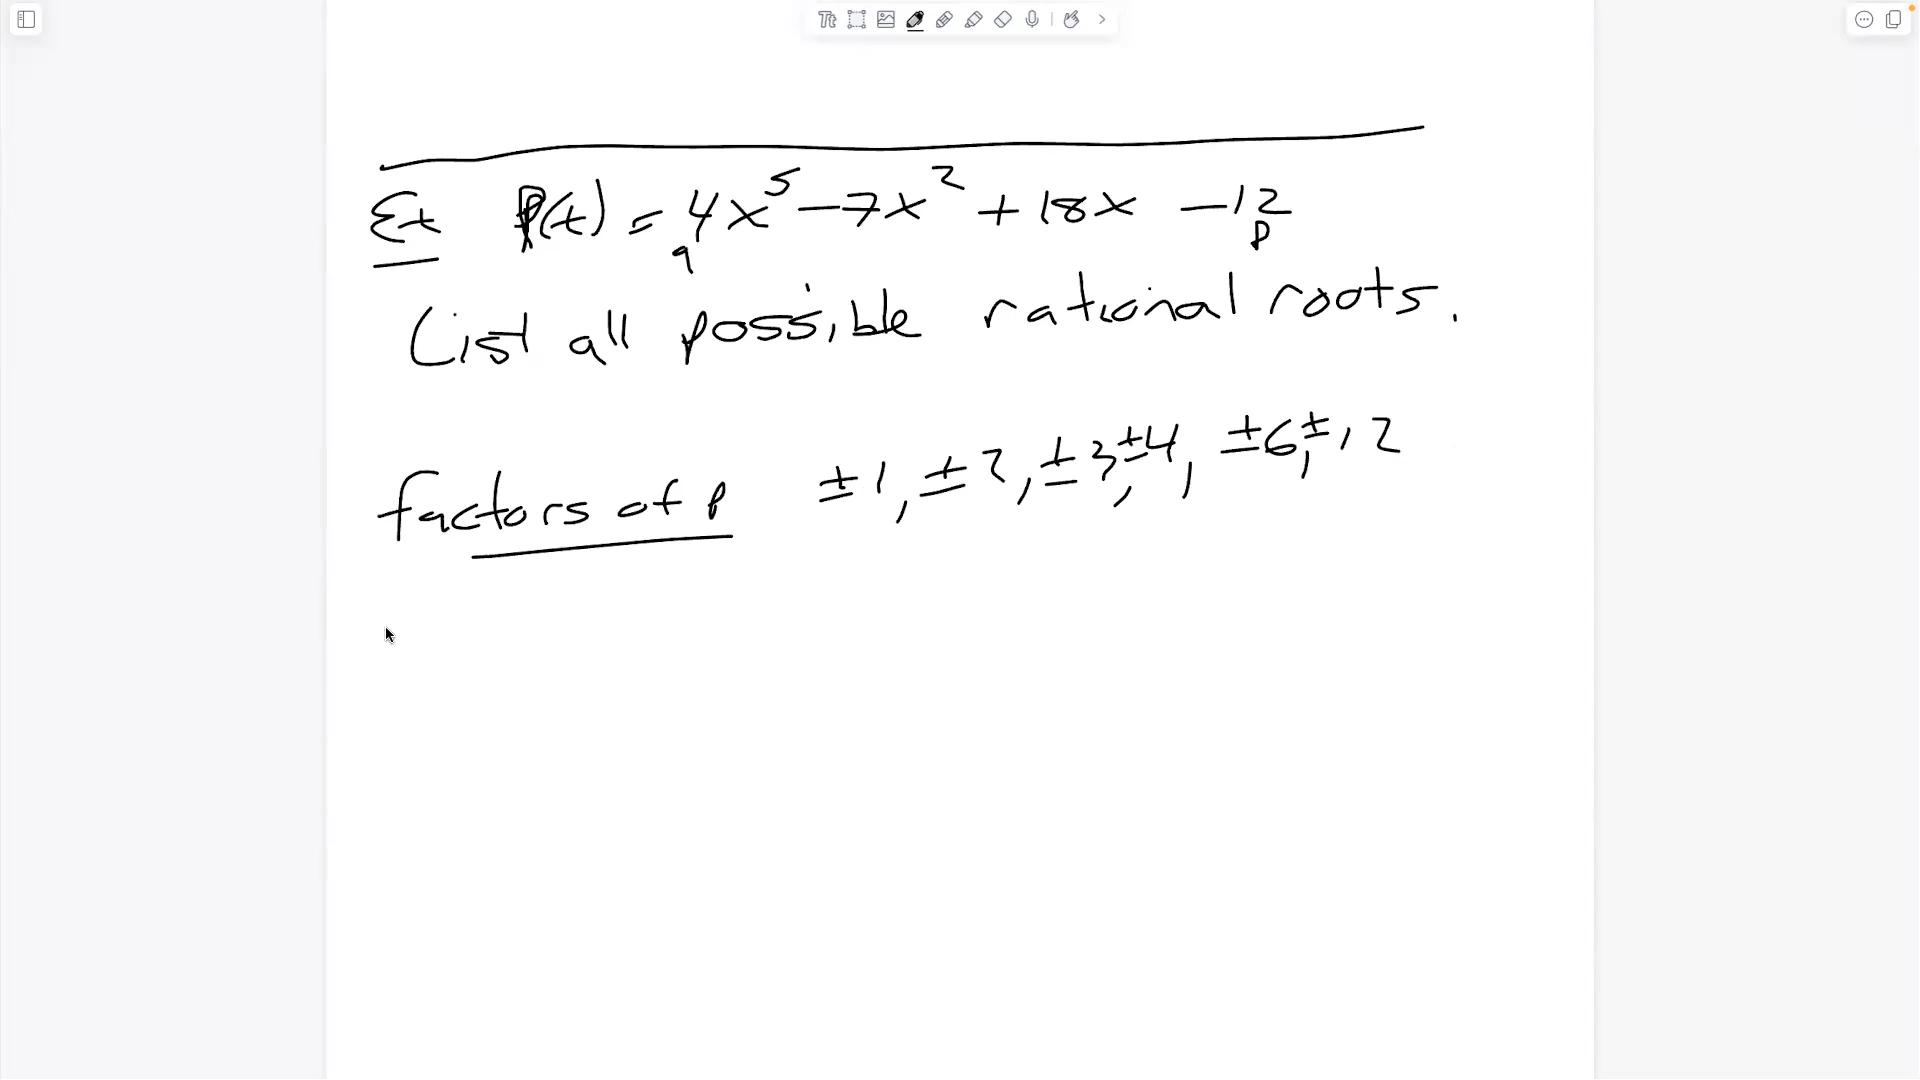 Ex P(t) = 4x^5 - 7x^2 + 18x - 12
q p
List all possible rational roots.
factors of p ±1, ±2, ±3, ±4, ±6, ±12
Tt